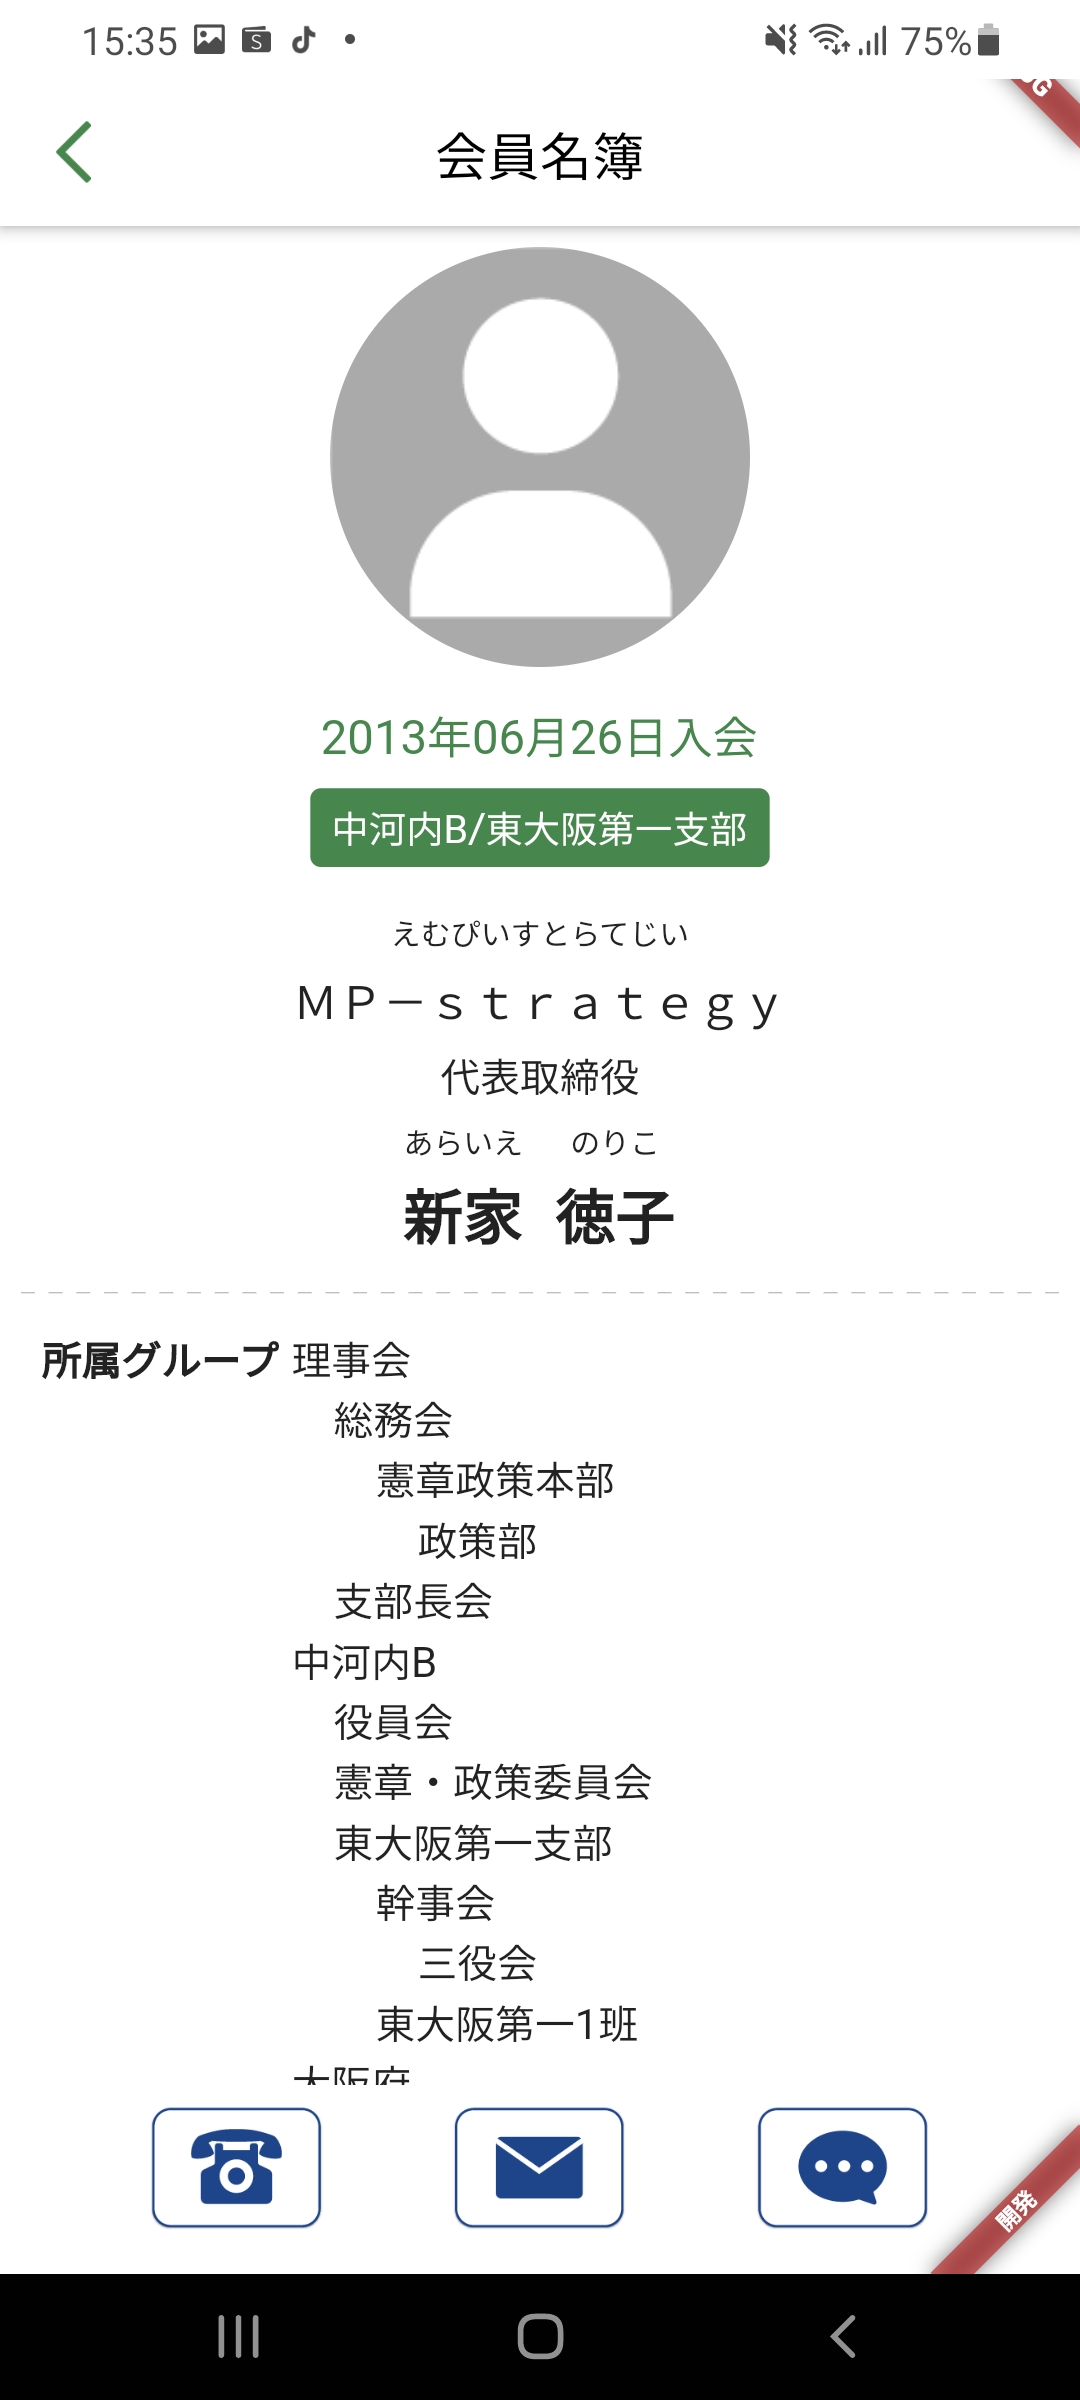 15:35 75%
会員名簿
2013年06月26日入会
中河内B/東大阪第一支部
えむぴいすとらてじい
ＭＰ－ｓｔｒａｔｅｇｙ
代表取締役
あらいえ のりこ
新家 徳子
所属グループ 理事会
総務会
憲章政策本部
政策部
支部長会
中河内B
役員会
憲章・政策委員会
東大阪第一支部
幹事会
三役会
東大阪第一1班
大阪府
開発